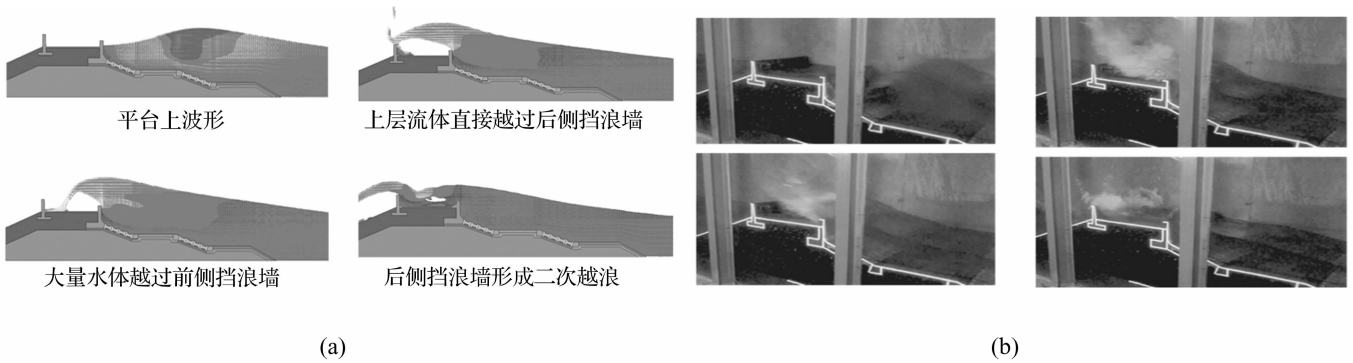 平台上波形
上层流体直接越过后侧挡浪墙
大量水体越过前侧挡浪墙
后侧挡浪墙形成二次越浪
(a)
(b)